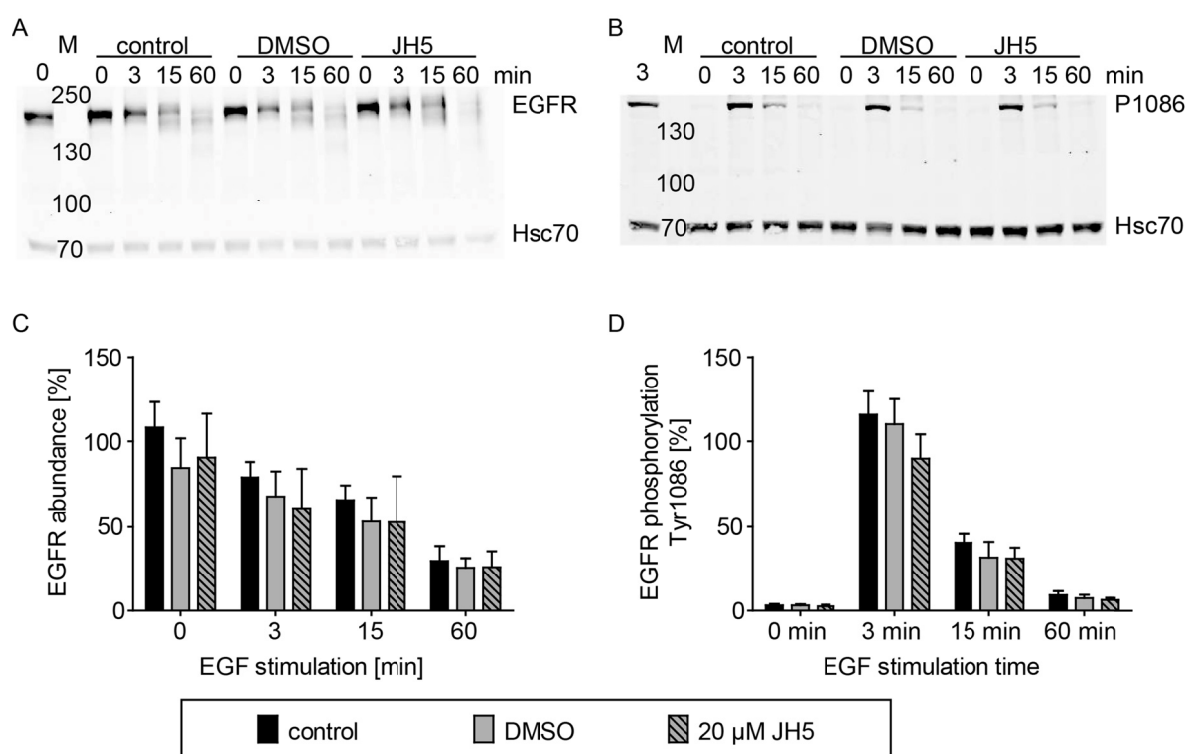 A
M control DMSO JH5
0 0 3 15 60 0 3 15 60 0 3 15 60 min
250
EGFR
130
100
Hsc70
70
B
M control DMSO JH5
3 0 3 15 60 0 3 15 60 0 3 15 60 min
P1086
130
100
70
Hsc70
C
EGFR abundance [%]
150
100
50
0
0 3 15 60
EGF stimulation [min]
D
EGFR phosphorylation
Tyr1086 [%]
150
100
50
0
0 min 3 min 15 min 60 min
EGF stimulation time
control DMSO 20 µM JH5